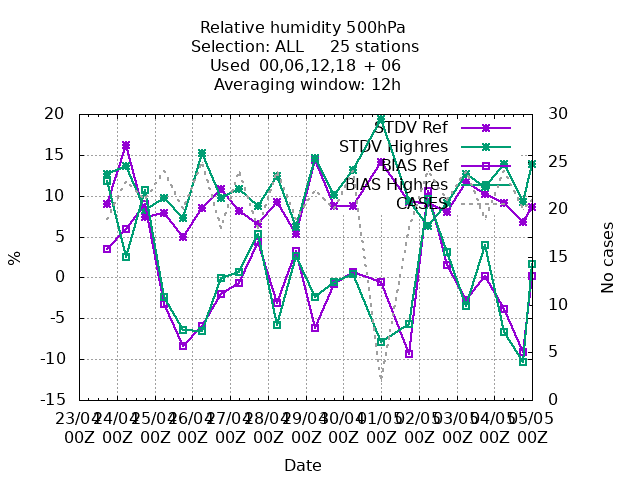 Relative humidity 500hPa
Selection: ALL 25 stations
Used 00,06,12,18 + 06
Averaging window: 12h
20
15
10
5
0
-5
-10
-15
%
30
25
20
15
10
5
0
No cases
STDV Ref
STDV Highres
BIAS Ref
BIAS Highres
CASES
23/04 24/04 25/04 26/04 27/04 28/04 29/04 30/04 01/05 02/05 03/05 04/05 05/05
00Z 00Z 00Z 00Z 00Z 00Z 00Z 00Z 00Z 00Z 00Z 00Z 00Z
Date